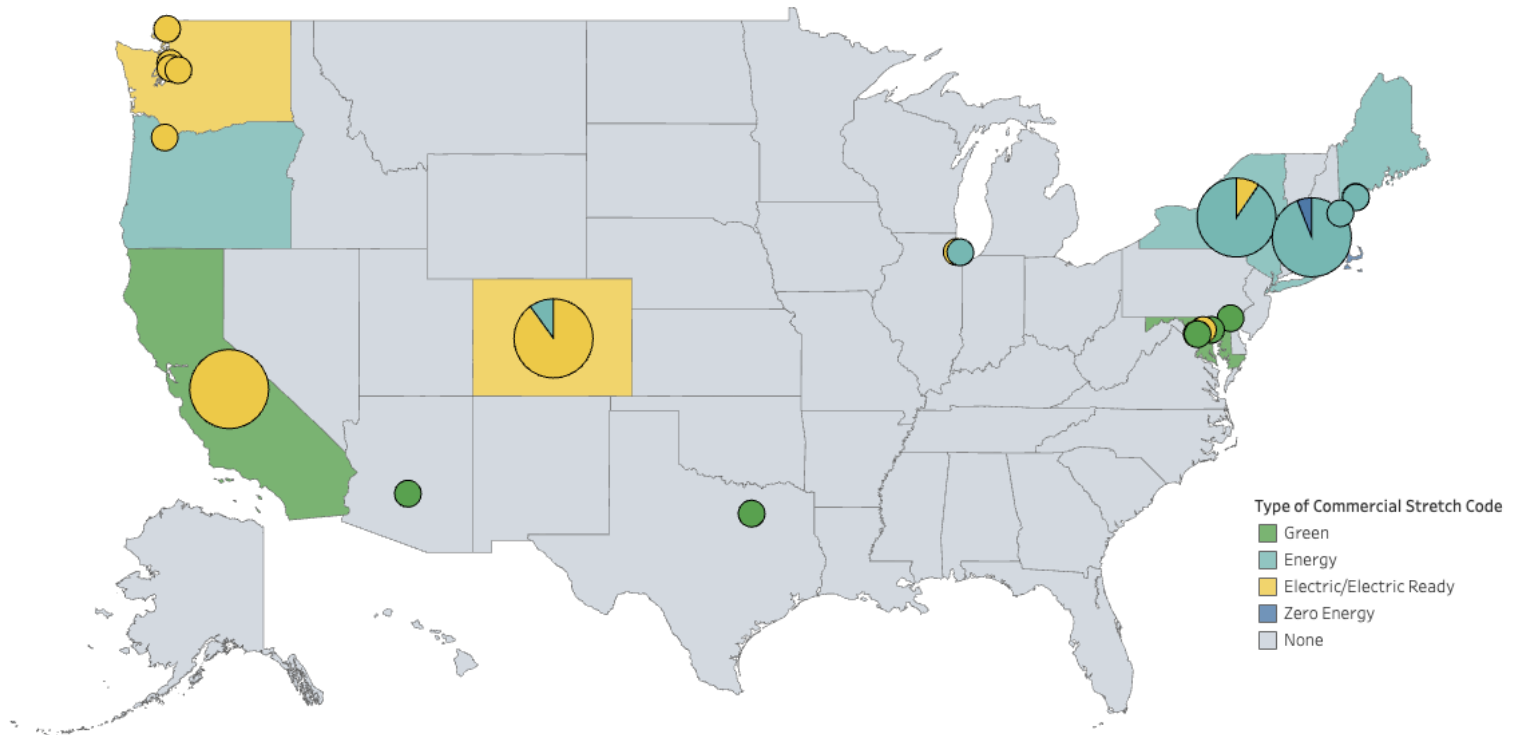 Type of Commercial Stretch Code
Green
Energy
Electric/Electric Ready
Zero Energy
None